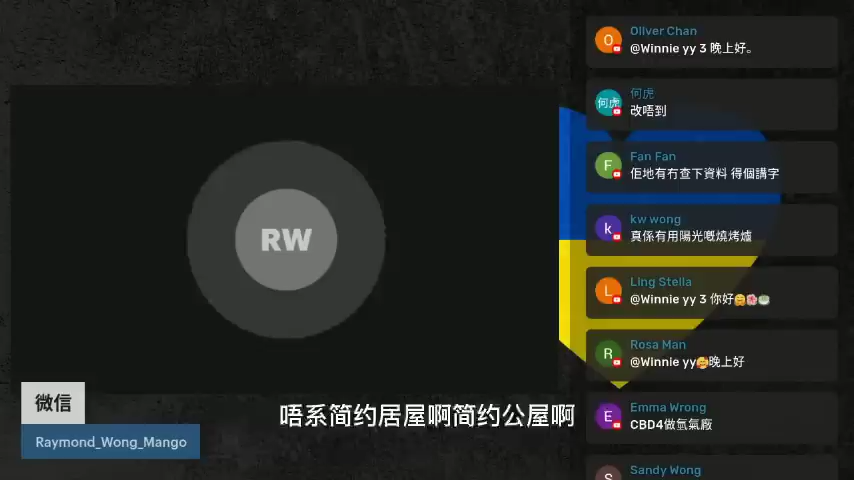 RW
微信
Raymond_Wong_Mango
唔系简约居屋啊简约公屋啊
O
Oliver Chan
@Winnie yy 3 晚上好。
何虎
何虎
改唔到
F
Fan Fan
佢地有冇查下資料 得個講字
k
kw wong
真係有用陽光嘅燒烤爐
L
Ling Stella
@Winnie yy 3 你好🤗🌺🍵
R
Rosa Man
@Winnie yy🥰晚上好
E
Emma Wrong
CBD4做氫氣廠
S
Sandy Wong